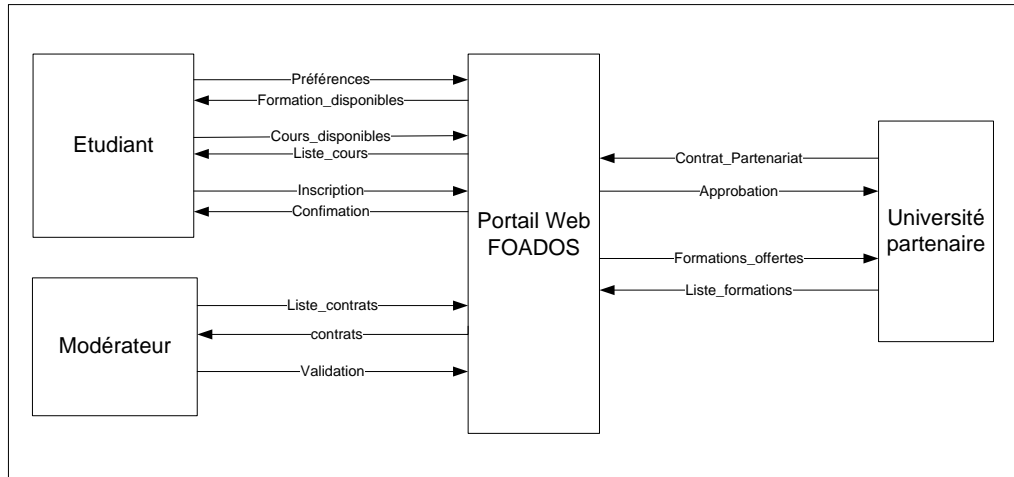 Etudiant
Préférences
Formation_disponibles
Cours_disponibles
Liste_cours
Inscription
Confimation
Modérateur
Liste_contrats
contrats
Validation
Portail Web
FOADOS
Contrat_Partenariat
Approbation
Formations_offertes
Liste_formations
Université
partenaire